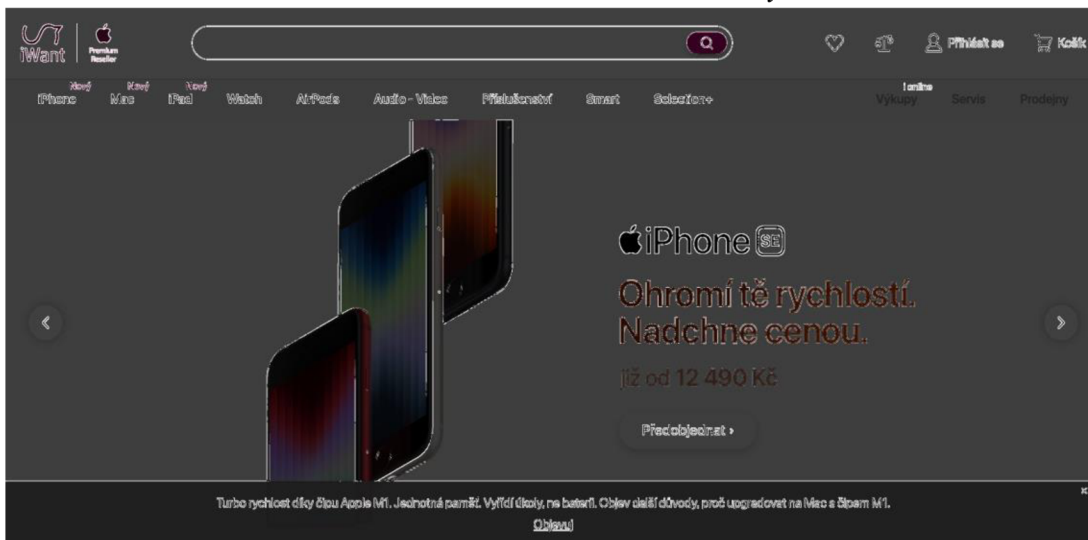 iWant
Premium
Reseller
Přihlásit se
Košík
Nový
Nový
Nový
iPhone
Mac
iPad
Watch
AirPods
Audio - Video
Příslušenství
Smart
Selection+
Výkupy
Servis
Prodejny
iPhone SE
Ohromí tě rychlostí.
Nadchne cenou.
již od 12 490 Kč
Předobjednat ›
Turbo rychlost díky čipu Apple M1. Jednotná paměť. Vyřídí úkoly, ne baterii. Objev další důvody, proč upgradovat na Mac s čipem M1.
Objevuj